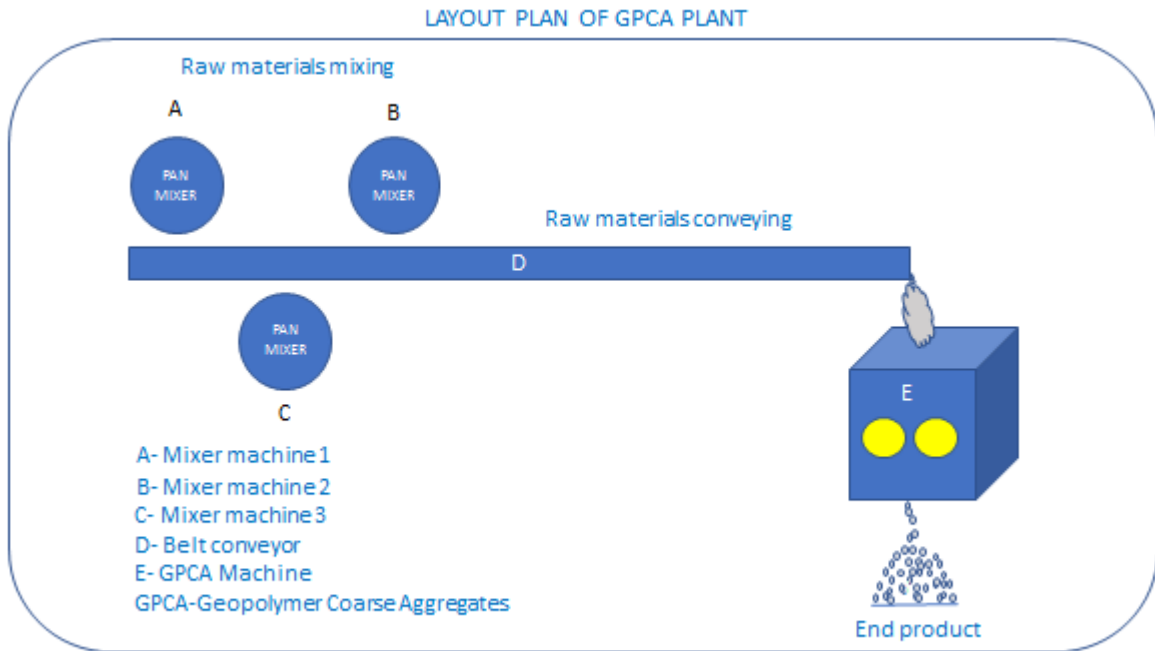 LAYOUT PLAN OF GPCA PLANT
Raw materials mixing
A
B
PAN
MIXER
PAN
MIXER
Raw materials conveying
D
PAN
MIXER
C
E
A- Mixer machine 1
B- Mixer machine 2
C- Mixer machine 3
D- Belt conveyor
E- GPCA Machine
GPCA-Geopolymer Coarse Aggregates
End product